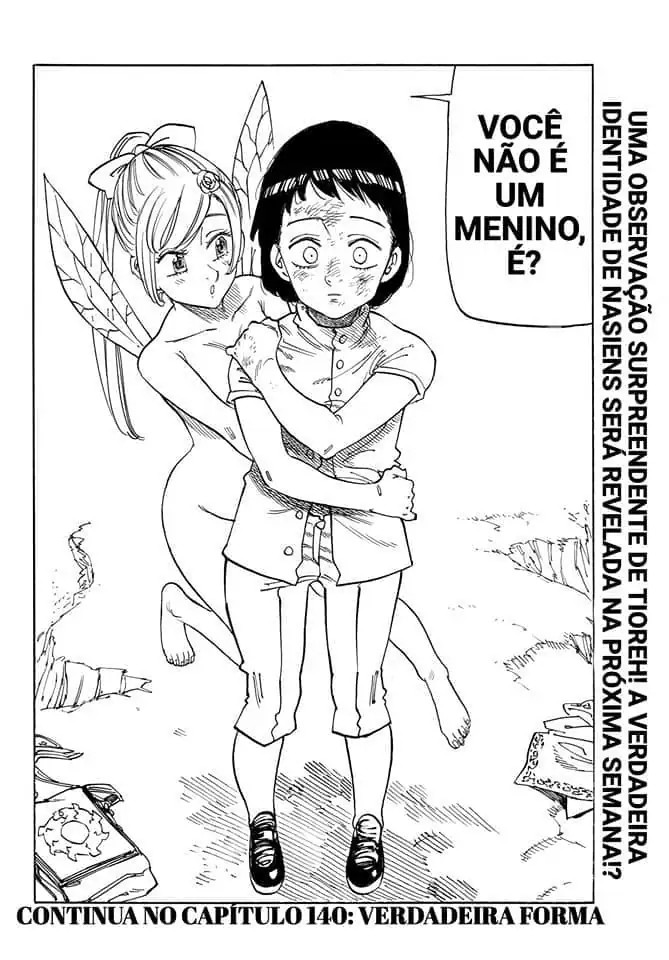 VOCÊ
NÃO É
UM
MENINO,
É?
UMA OBSERVAÇÃO SURPREENDENTE DE TIOREH! A VERDADEIRA
IDENTIDADE DE NASIENS SERÁ REVELADA NA PRÓXIMA SEMANA!?
CONTINUA NO CAPÍTULO 140: VERDADEIRA FORMA